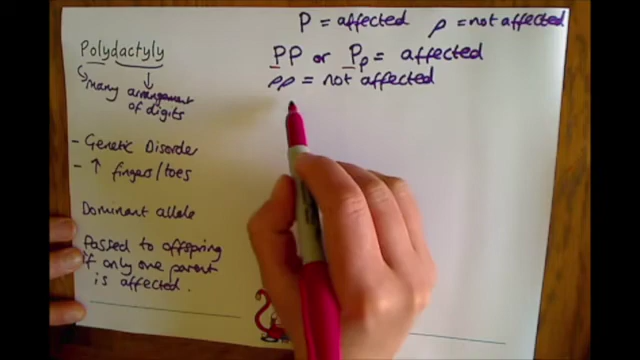 P = affected p = not affected
Polydactyly
PP or Pp = affected
pp = not affected
Many arrangement
of digits
- Genetic Disorder
- ↑ fingers/toes
Dominant allele
Passed to offspring
if only one parent
is affected.